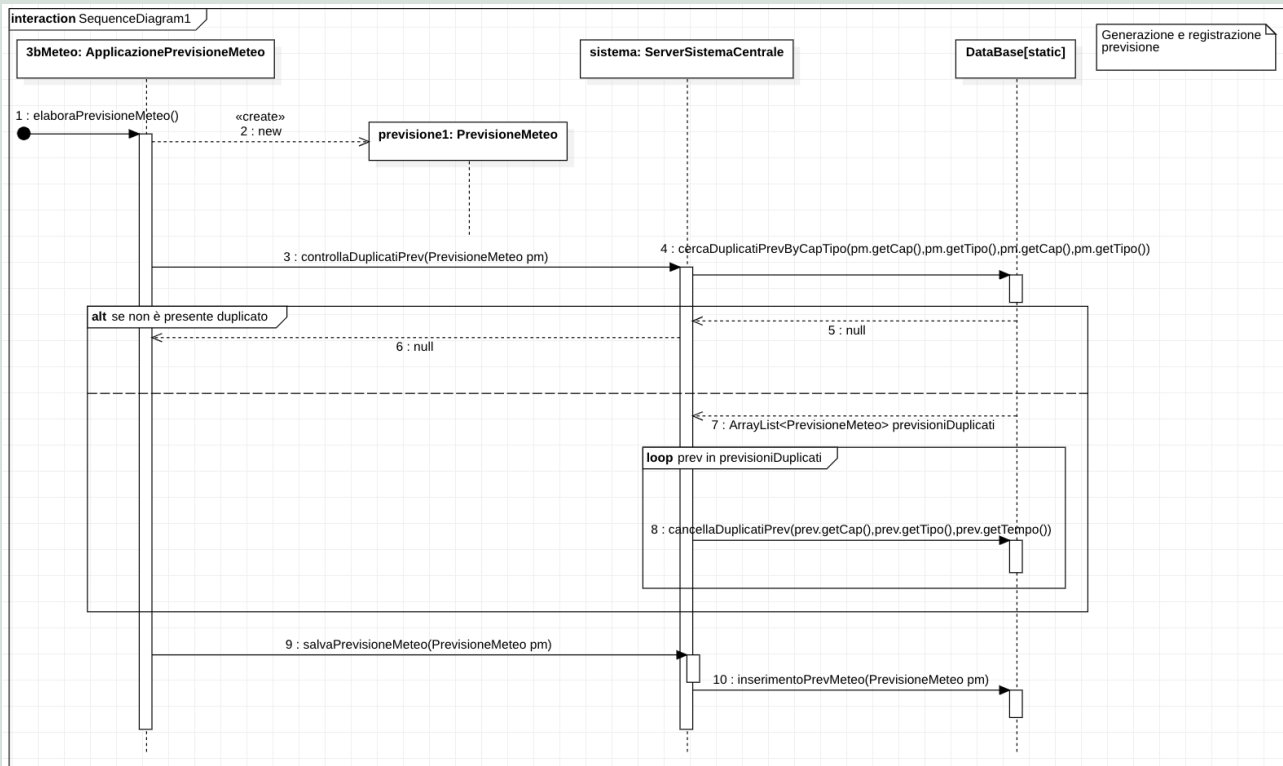 interaction SequenceDiagram1
Generazione e registrazione
previsione
3bMeteo: ApplicazionePrevisioneMeteo
sistema: ServerSistemaCentrale
DataBase[static]
1 : elaboraPrevisioneMeteo()
«create»
2 : new
previsione1: PrevisioneMeteo
3 : controllaDuplicatiPrev(PrevisioneMeteo pm)
4 : cercaDuplicatiPrevByCapTipo(pm.getCap(),pm.getTipo(),pm.getCap(),pm.getTipo())
alt se non è presente duplicato
5 : null
6 : null
7 : ArrayList<PrevisioneMeteo> previsioniDuplicati
loop prev in previsioniDuplicati
8 : cancellaDuplicatiPrev(prev.getCap(),prev.getTipo(),prev.getTempo())
9 : salvaPrevisioneMeteo(PrevisioneMeteo pm)
10 : inserimentoPrevMeteo(PrevisioneMeteo pm)